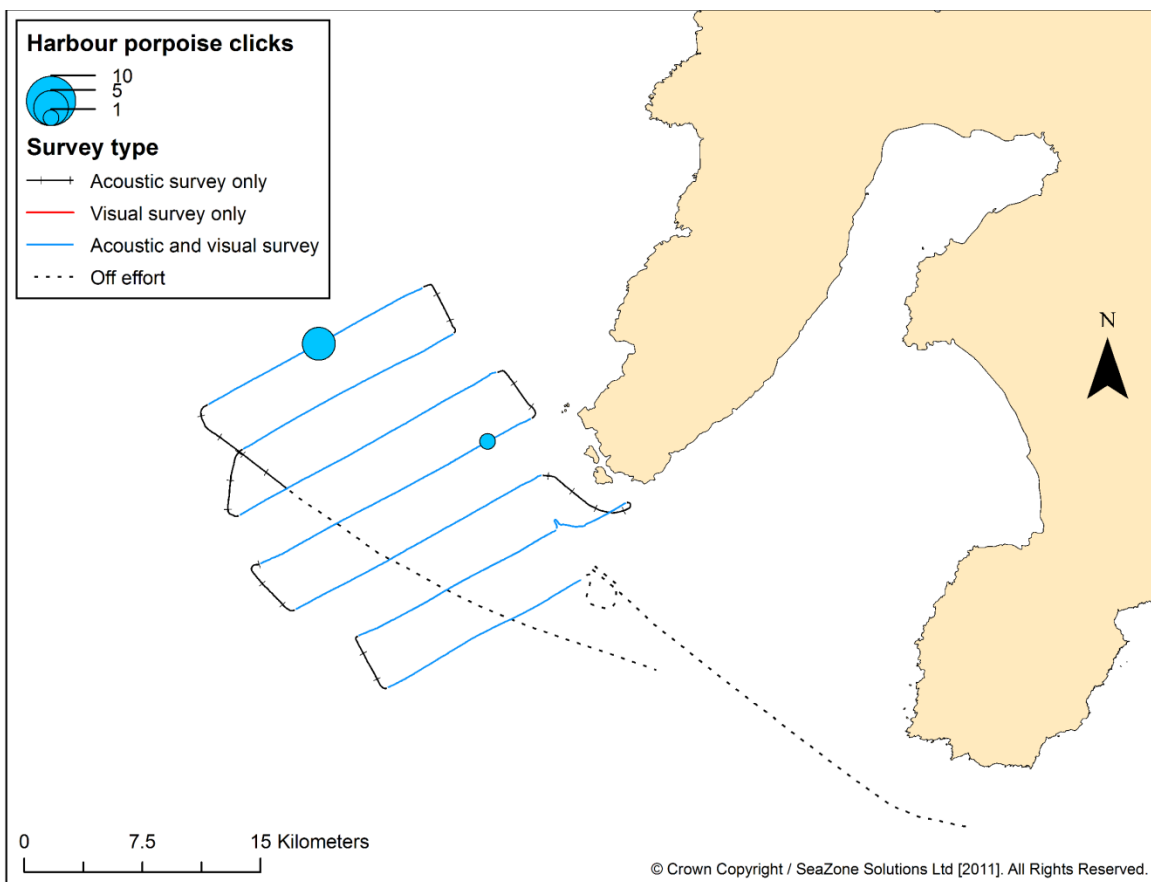 Harbour porpoise clicks
10
5
1
Survey type
Acoustic survey only
Visual survey only
Acoustic and visual survey
Off effort
N
0 7.5 15 Kilometers
© Crown Copyright / SeaZone Solutions Ltd [2011]. All Rights Reserved.